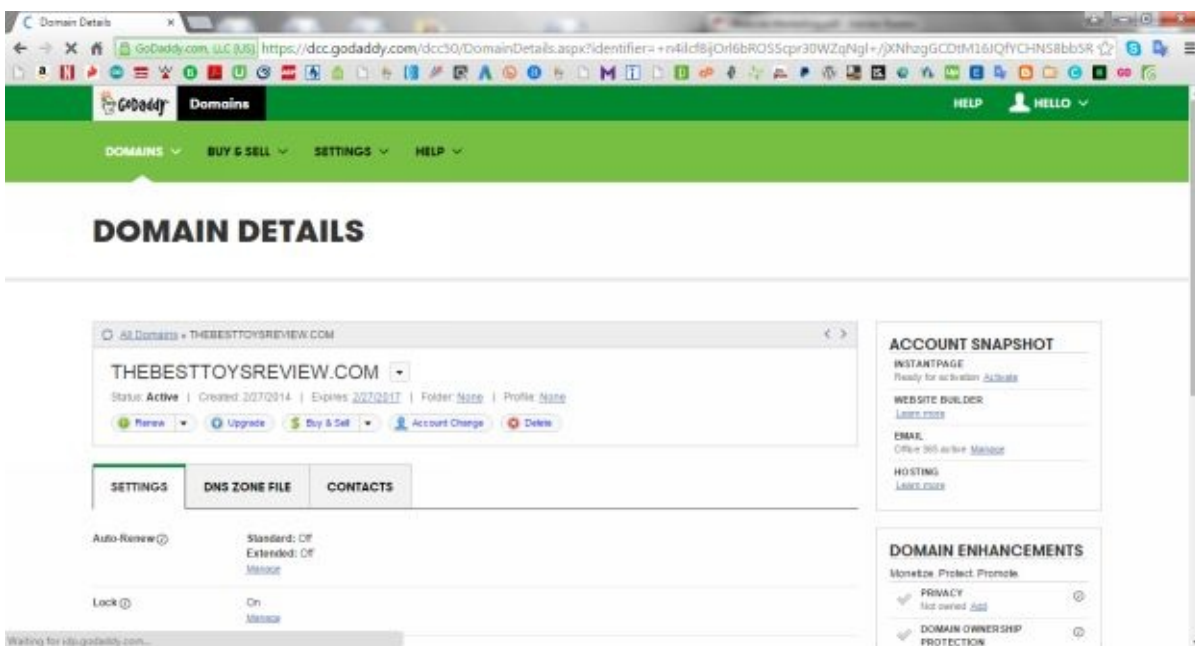 Domain Details
GoDaddy.com, LLC [US] https://dcc.godaddy.com/dcc50/DomainDetails.aspx?identifier=
GoDaddy Domains HELP HELLO
DOMAINS BUY & SELL SETTINGS HELP
DOMAIN DETAILS
All Domains THEBESTTOYSREVIEW.COM
THEBESTTOYSREVIEW.COM
Status: Active | Created: 2/27/2014 | Expires: 2/27/2017 | Folder: None | Profile: None
Renew Upgrade Buy & Sell Account Change Delete
SETTINGS DNS ZONE FILE CONTACTS
Auto-Renew Standard: Off
Extended: Off
Manage
Lock On
Manage
ACCOUNT SNAPSHOT
INSTANTPAGE
Ready for activation Activate
WEBSITE BUILDER
Learn more
EMAIL
Office 365 active Manage
HOSTING
Learn more
DOMAIN ENHANCEMENTS
Monetize. Protect. Promote.
PRIVACY
Not owned Add
DOMAIN OWNERSHIP
PROTECTION
Waiting for idp.godaddy.com...